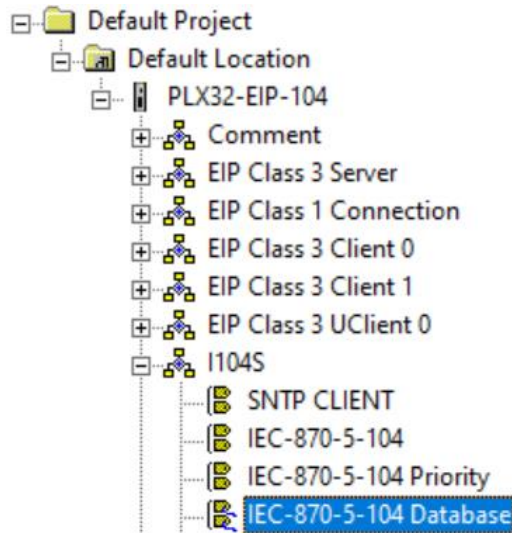 Default Project
Default Location
PLX32-EIP-104
Comment
EIP Class 3 Server
EIP Class 1 Connection
EIP Class 3 Client 0
EIP Class 3 Client 1
EIP Class 3 UClient 0
I104S
SNTP CLIENT
IEC-870-5-104
IEC-870-5-104 Priority
IEC-870-5-104 Database